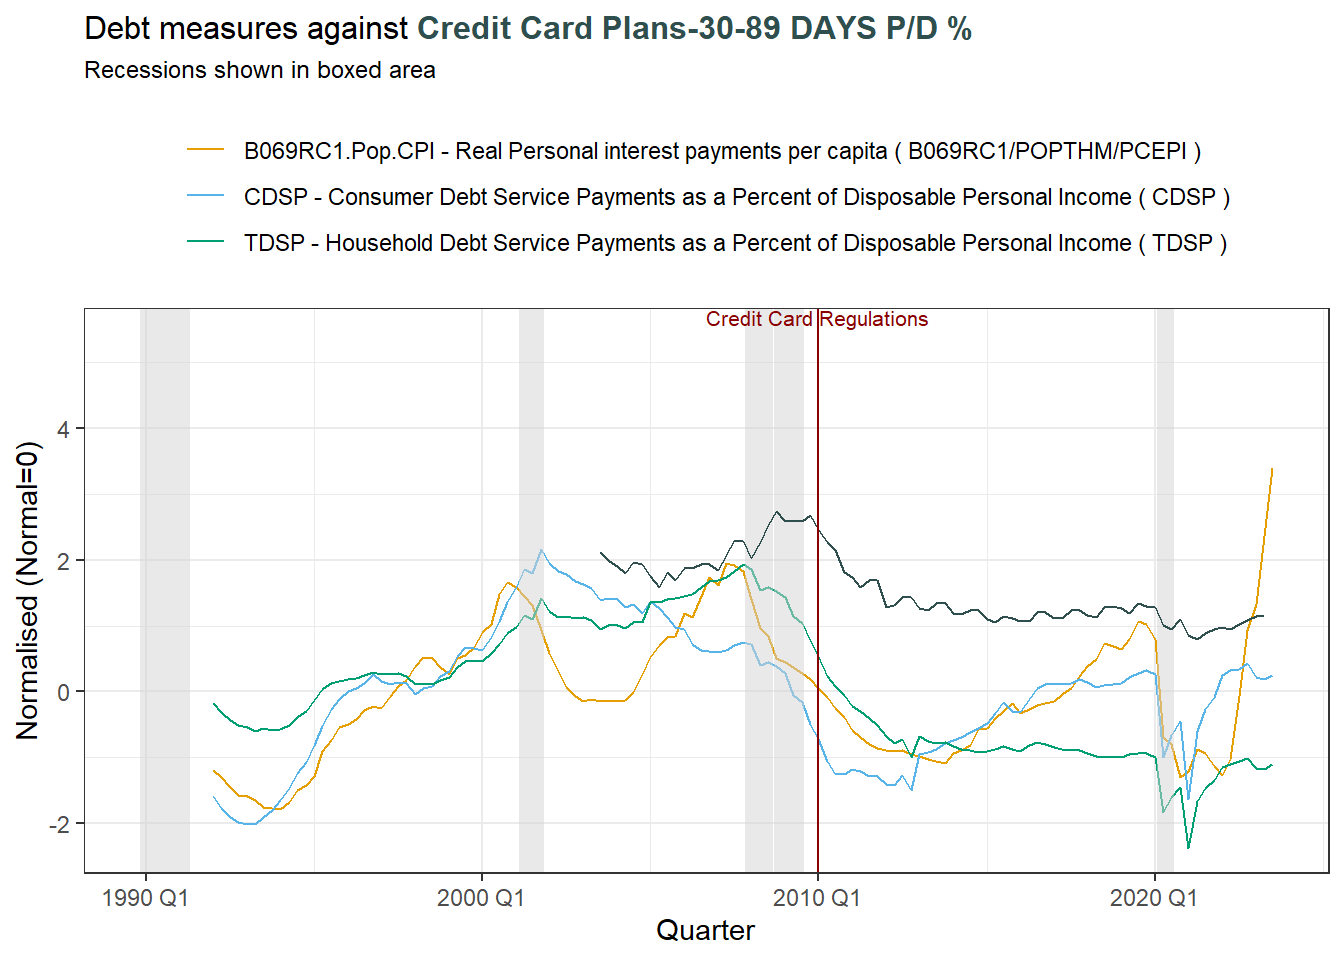 Debt measures against Credit Card Plans-30-89 DAYS P/D %
Recessions shown in boxed area
B069RC1.Pop.CPI - Real Personal interest payments per capita ( B069RC1/POPTHM/PCEPI )
CDSP - Consumer Debt Service Payments as a Percent of Disposable Personal Income ( CDSP )
TDSP - Household Debt Service Payments as a Percent of Disposable Personal Income ( TDSP )
Credit Card Regulations
Normalised (Normal=0)
4
2
0
-2
1990 Q1 2000 Q1 2010 Q1 2020 Q1
Quarter